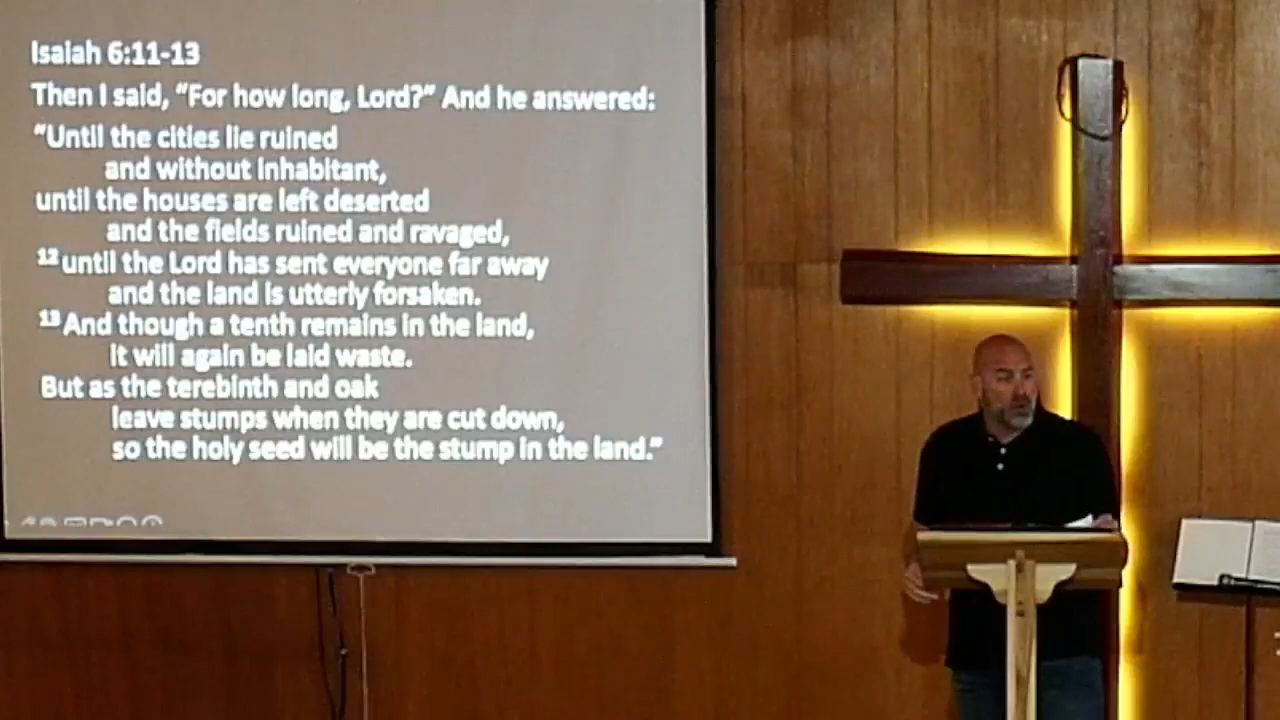 Isaiah 6:11-13
Then I said, “For how long, Lord?” And he answered:
“Until the cities lie ruined
and without inhabitant,
until the houses are left deserted
and the fields ruined and ravaged,
12 until the Lord has sent everyone far away
and the land is utterly forsaken.
13 And though a tenth remains in the land,
it will again be laid waste.
But as the terebinth and oak
leave stumps when they are cut down,
so the holy seed will be the stump in the land.”